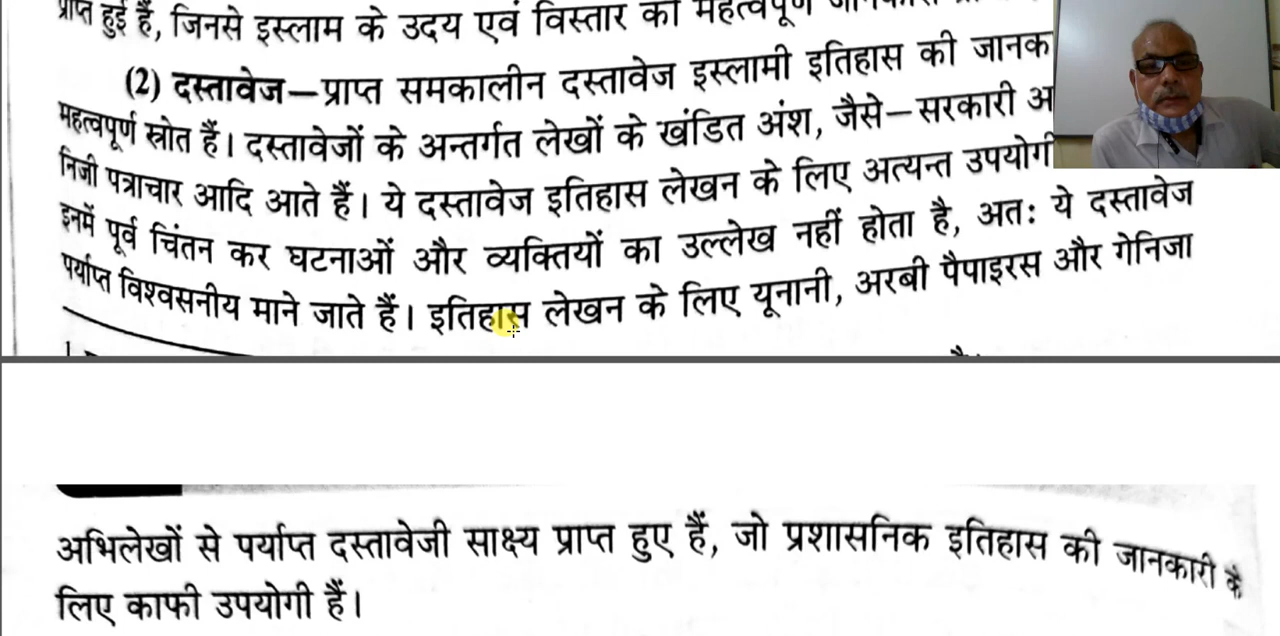 प्राप्त हुई हैं, जिनसे इस्लाम के उदय एवं विस्तार की महत्वपूर्ण
(2) दस्तावेज—प्राप्त समकालीन दस्तावेज इस्लामी इतिहास की जानक
महत्वपूर्ण स्रोत हैं। दस्तावेजों के अन्तर्गत लेखों के खंडित अंश, जैसे—सरकारी अ
निजी पत्राचार आदि आते हैं। ये दस्तावेज इतिहास लेखन के लिए अत्यन्त उपयोगी
इनमें पूर्व चिंतन कर घटनाओं और व्यक्तियों का उल्लेख नहीं होता है, अतः ये दस्तावेज
पर्याप्त विश्वसनीय माने जाते हैं। इतिहास लेखन के लिए यूनानी, अरबी पैपाइरस और गेनिजा
अभिलेखों से पर्याप्त दस्तावेजी साक्ष्य प्राप्त हुए हैं, जो प्रशासनिक इतिहास की जानकारी के
लिए काफी उपयोगी हैं।